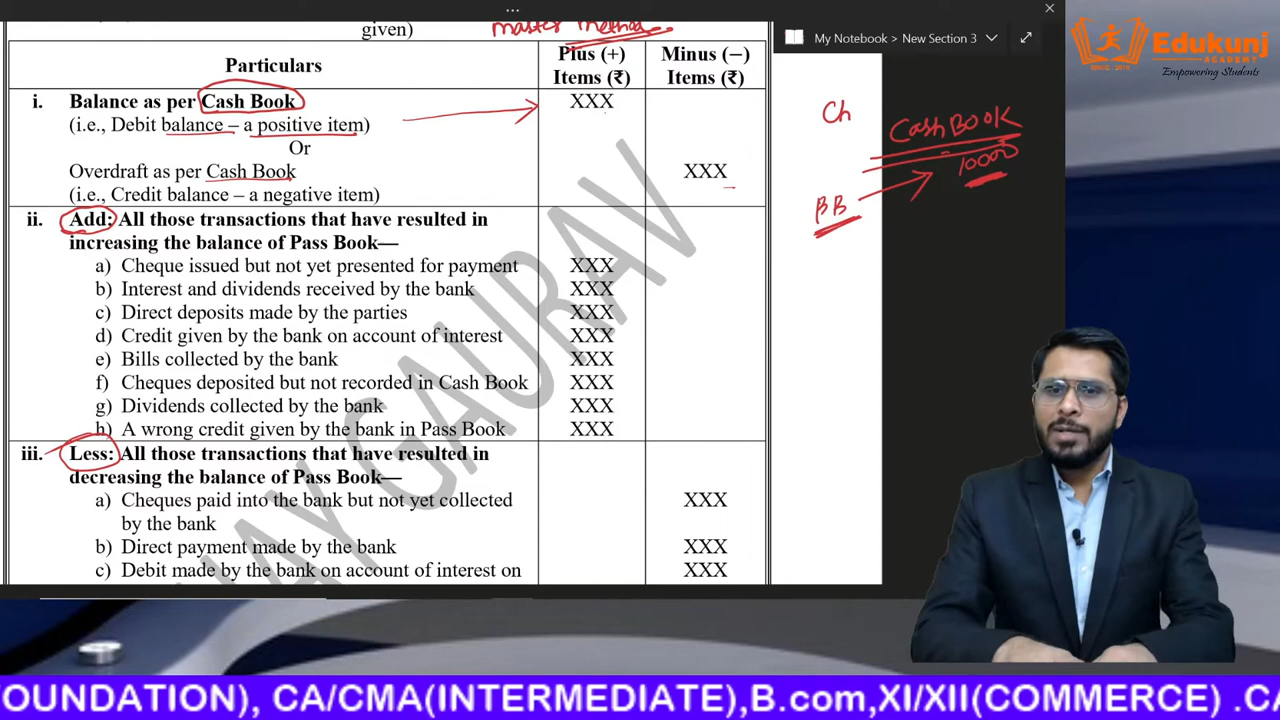 given)
master method
Particulars
Plus (+)
Items (₹)
Minus (−)
Items (₹)
i. Balance as per Cash Book XXX
(i.e., Debit balance – a positive item)
Or
Overdraft as per Cash Book XXX
(i.e., Credit balance – a negative item)
ii. Add: All those transactions that have resulted in
increasing the balance of Pass Book—
a) Cheque issued but not yet presented for payment XXX
b) Interest and dividends received by the bank XXX
c) Direct deposits made by the parties XXX
d) Credit given by the bank on account of interest XXX
e) Bills collected by the bank XXX
f) Cheques deposited but not recorded in Cash Book XXX
g) Dividends collected by the bank XXX
h) A wrong credit given by the bank in Pass Book XXX
iii. Less: All those transactions that have resulted in
decreasing the balance of Pass Book—
a) Cheques paid into the bank but not yet collected XXX
by the bank
b) Direct payment made by the bank XXX
c) Debit made by the bank on account of interest on XXX
JAY GAURAV
My Notebook > New Section 3
Ch
Cash Book
10000
BB
Edukunj
ACADEMY
Empowering Students
FOUNDATION), CA/CMA(INTERMEDIATE),B.com,XI/XII(COMMERCE) .CA